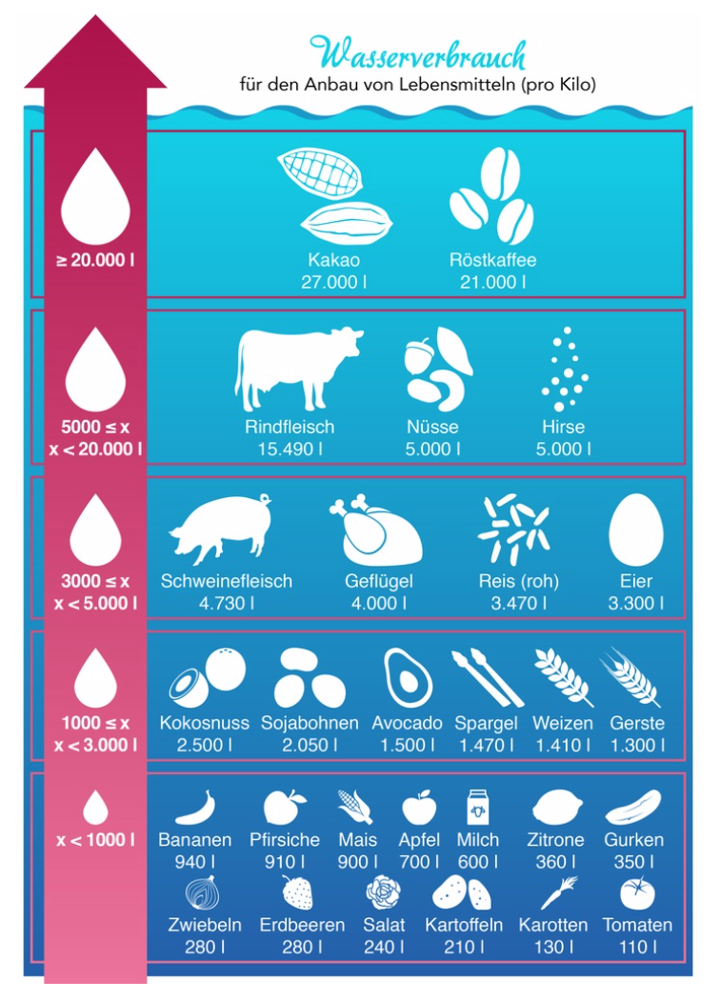 Wasserverbrauch
für den Anbau von Lebensmitteln (pro Kilo)
≥ 20.000 l
Kakao
27.000 l
Röstkaffee
21.000 l
5000 ≤ x
x < 20.000 l
Rindfleisch
15.490 l
Nüsse
5.000 l
Hirse
5.000 l
3000 ≤ x
x < 5.000 l
Schweinefleisch
4.730 l
Geflügel
4.000 l
Reis (roh)
3.470 l
Eier
3.300 l
1000 ≤ x
x < 3.000 l
Kokosnuss
2.500 l
Sojabohnen
2.050 l
Avocado
1.500 l
Spargel
1.470 l
Weizen
1.410 l
Gerste
1.300 l
x < 1000 l
Bananen
940 l
Pfirsiche
910 l
Mais
900 l
Apfel
700 l
Milch
600 l
Zitrone
360 l
Gurken
350 l
Zwiebeln
280 l
Erdbeeren
280 l
Salat
240 l
Kartoffeln
210 l
Karotten
130 l
Tomaten
110 l